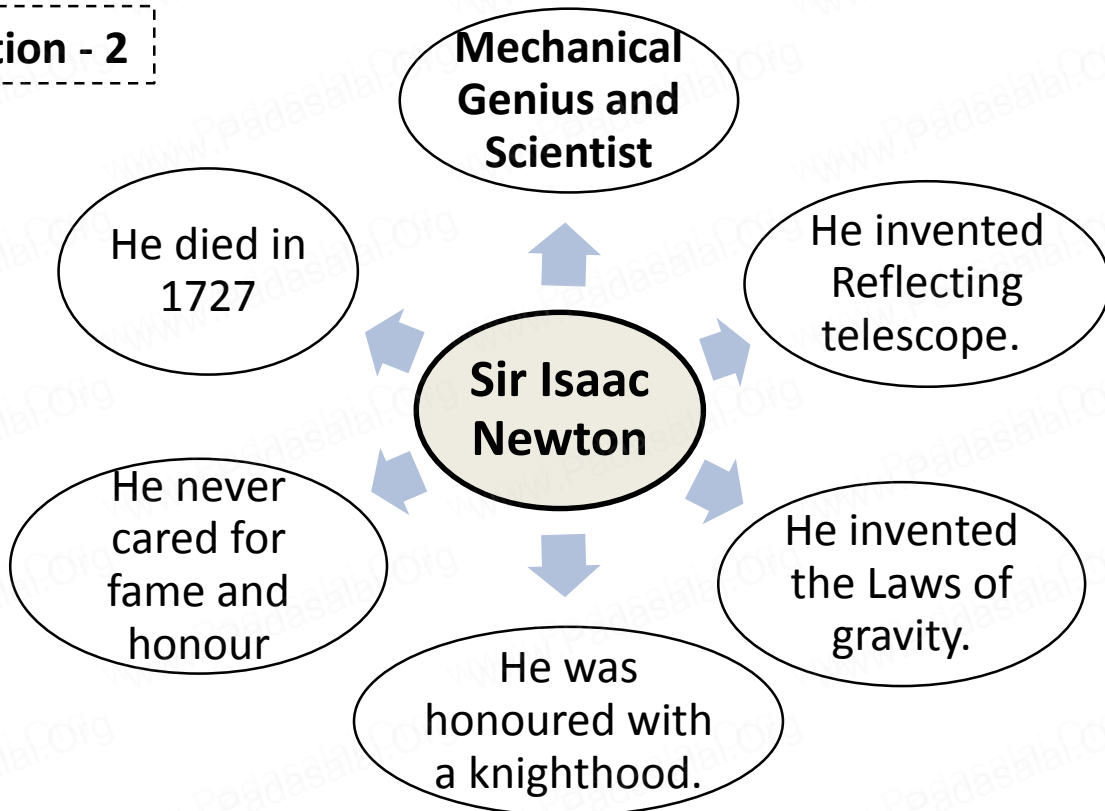 tion - 2
Mechanical
Genius and
Scientist
He died in
1727
He invented
Reflecting
telescope.
Sir Isaac
Newton
He never
cared for
fame and
honour
He invented
the Laws of
gravity.
He was
honoured with
a knighthood.